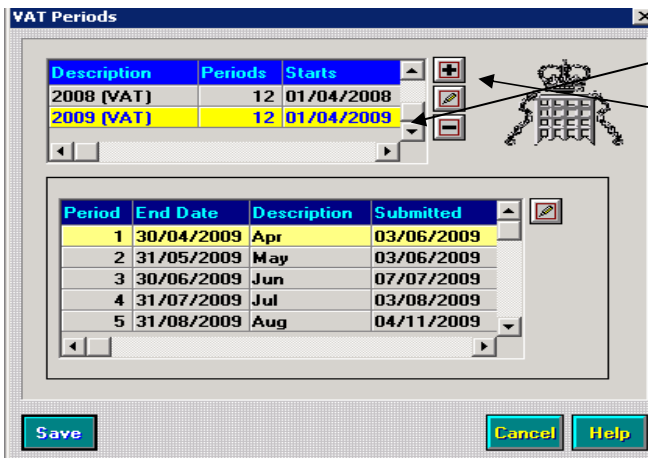 VAT Periods
Description Periods Starts
2008 (VAT) 12 01/04/2008
2009 (VAT) 12 01/04/2009
Period End Date Description Submitted
1 30/04/2009 Apr 03/06/2009
2 31/05/2009 May 03/06/2009
3 30/06/2009 Jun 07/07/2009
4 31/07/2009 Jul 03/08/2009
5 31/08/2009 Aug 04/11/2009
Save Cancel Help